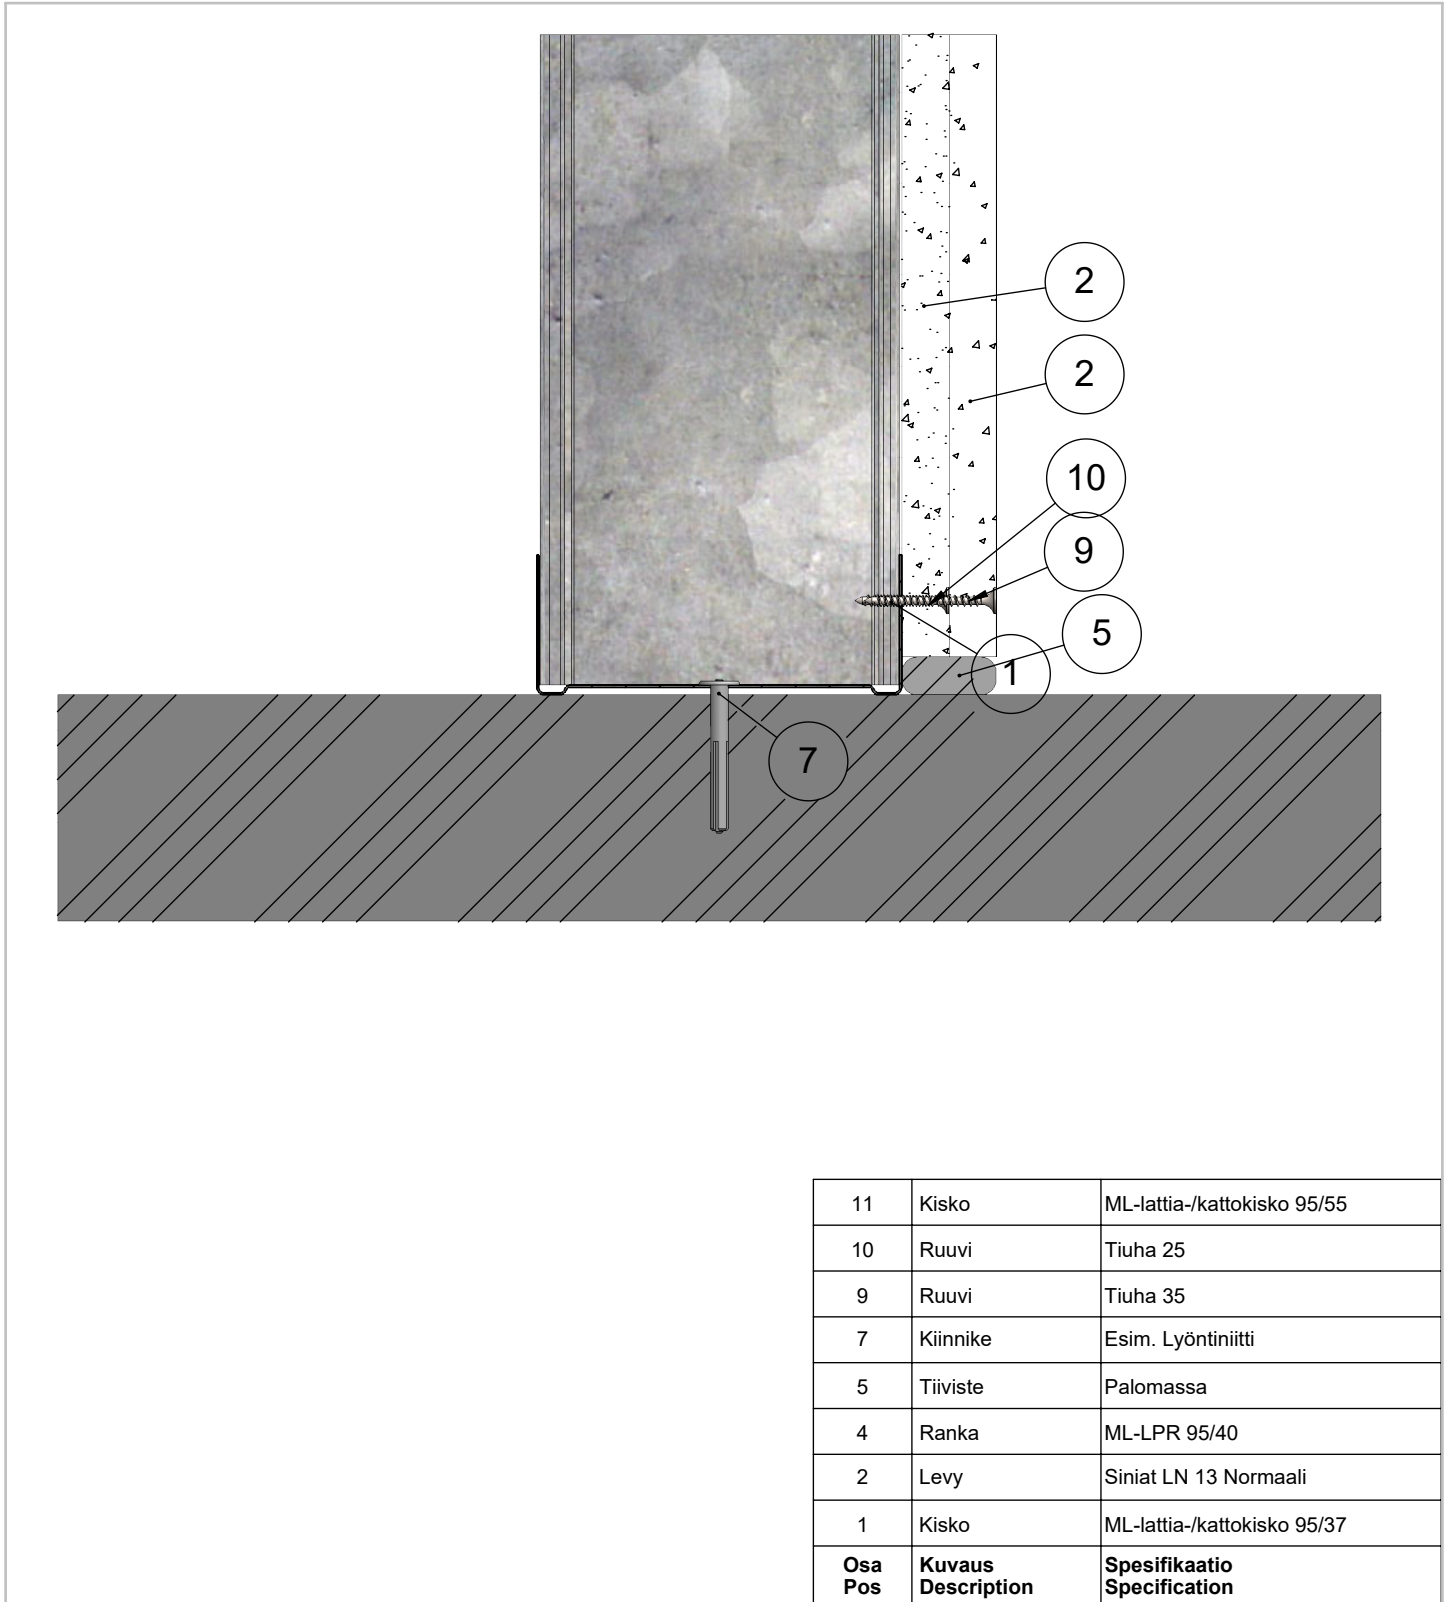 2
2
10
9
5
1
7
11 Kisko ML-lattia-/kattokisko 95/55
10 Ruuvi Tiuha 25
9 Ruuvi Tiuha 35
7 Kiinnike Esim. Lyöntiniitti
5 Tiiviste Palomassa
4 Ranka ML-LPR 95/40
2 Levy Siniat LN 13 Normaali
1 Kisko ML-lattia-/kattokisko 95/37
Osa Kuvaus Spesifikaatio
Pos Description Specification